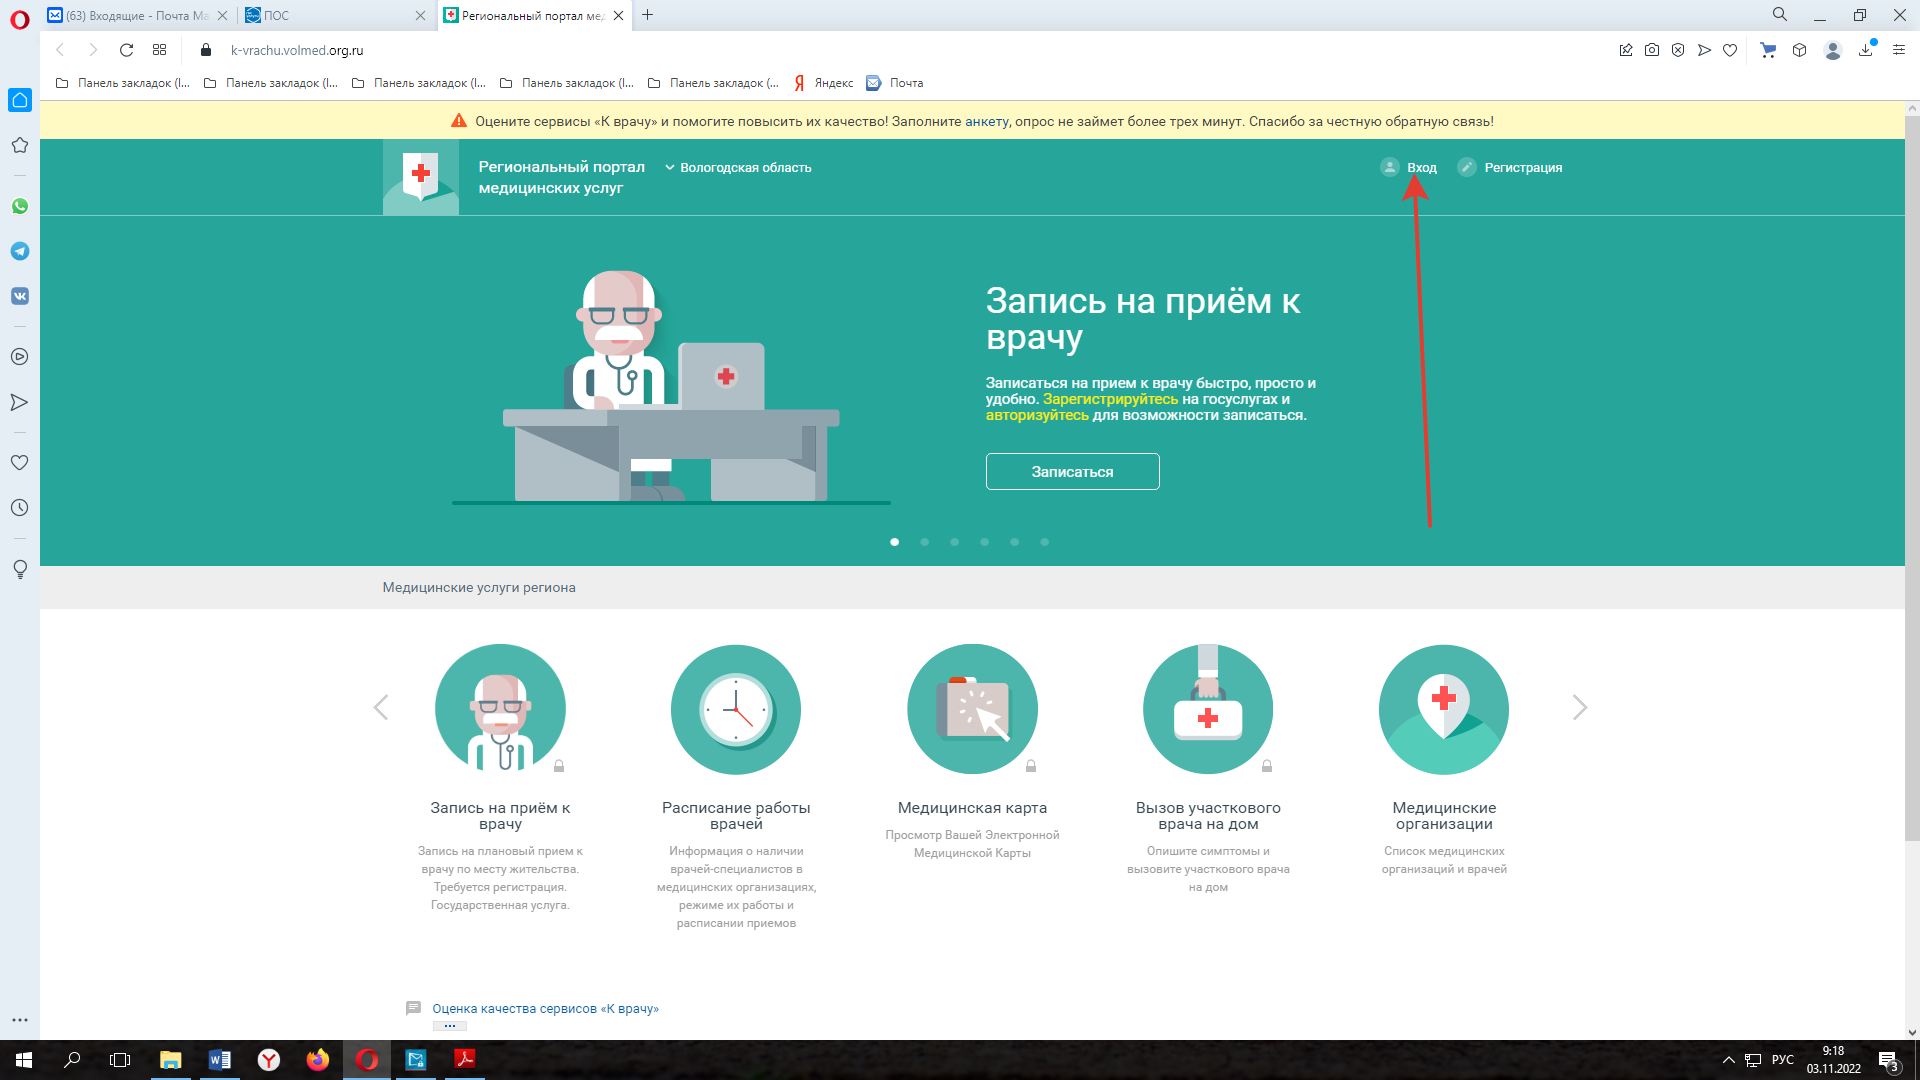 (63) Входящие - Почта Ма
ПОС
Региональный портал ме
k-vrachu.volmed.org.ru
Панель закладок (I...
Панель закладок (I...
Панель закладок (I...
Панель закладок (I...
Панель закладок (...
Яндекс
Почта
Оцените сервисы «К врачу» и помогите повысить их качество! Заполните анкету, опрос не займет более трех минут. Спасибо за честную обратную связь!
Региональный портал
медицинских услуг
Вологодская область
Вход
Регистрация
Запись на приём к
врачу
Записаться на прием к врачу быстро, просто и
удобно. Зарегистрируйтесь на госуслугах и
авторизуйтесь для возможности записаться.
Записаться
Медицинские услуги региона
Запись на приём к
врачу
Запись на плановый прием к
врачу по месту жительства.
Требуется регистрация.
Государственная услуга.
Расписание работы
врачей
Информация о наличии
врачей-специалистов в
медицинских организациях,
режиме их работы и
расписании приемов
Медицинская карта
Просмотр Вашей Электронной
Медицинской Карты
Вызов участкового
врача на дом
Опишите симптомы и
вызовите участкового врача
на дом
Медицинские
организации
Список медицинских
организаций и врачей
Оценка качества сервисов «К врачу»
РУС
9:18
03.11.2022
3